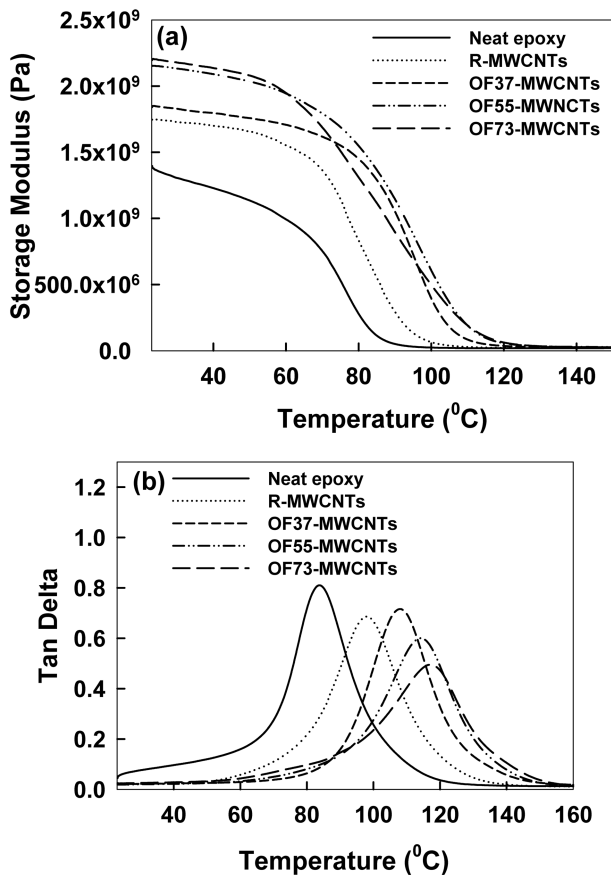 (a)
Neat epoxy
R-MWCNTs
OF37-MWCNTs
OF55-MWNCTs
OF73-MWCNTs
Storage Modulus (Pa)
2.5x10⁹
2.0x10⁹
1.5x10⁹
1.0x10⁹
500.0x10⁶
0.0
40 60 80 100 120 140
Temperature (⁰C)
(b)
Neat epoxy
R-MWCNTs
OF37-MWCNTs
OF55-MWCNTs
OF73-MWCNTs
Tan Delta
1.2
1.0
0.8
0.6
0.4
0.2
0.0
40 60 80 100 120 140 160
Temperature (⁰C)